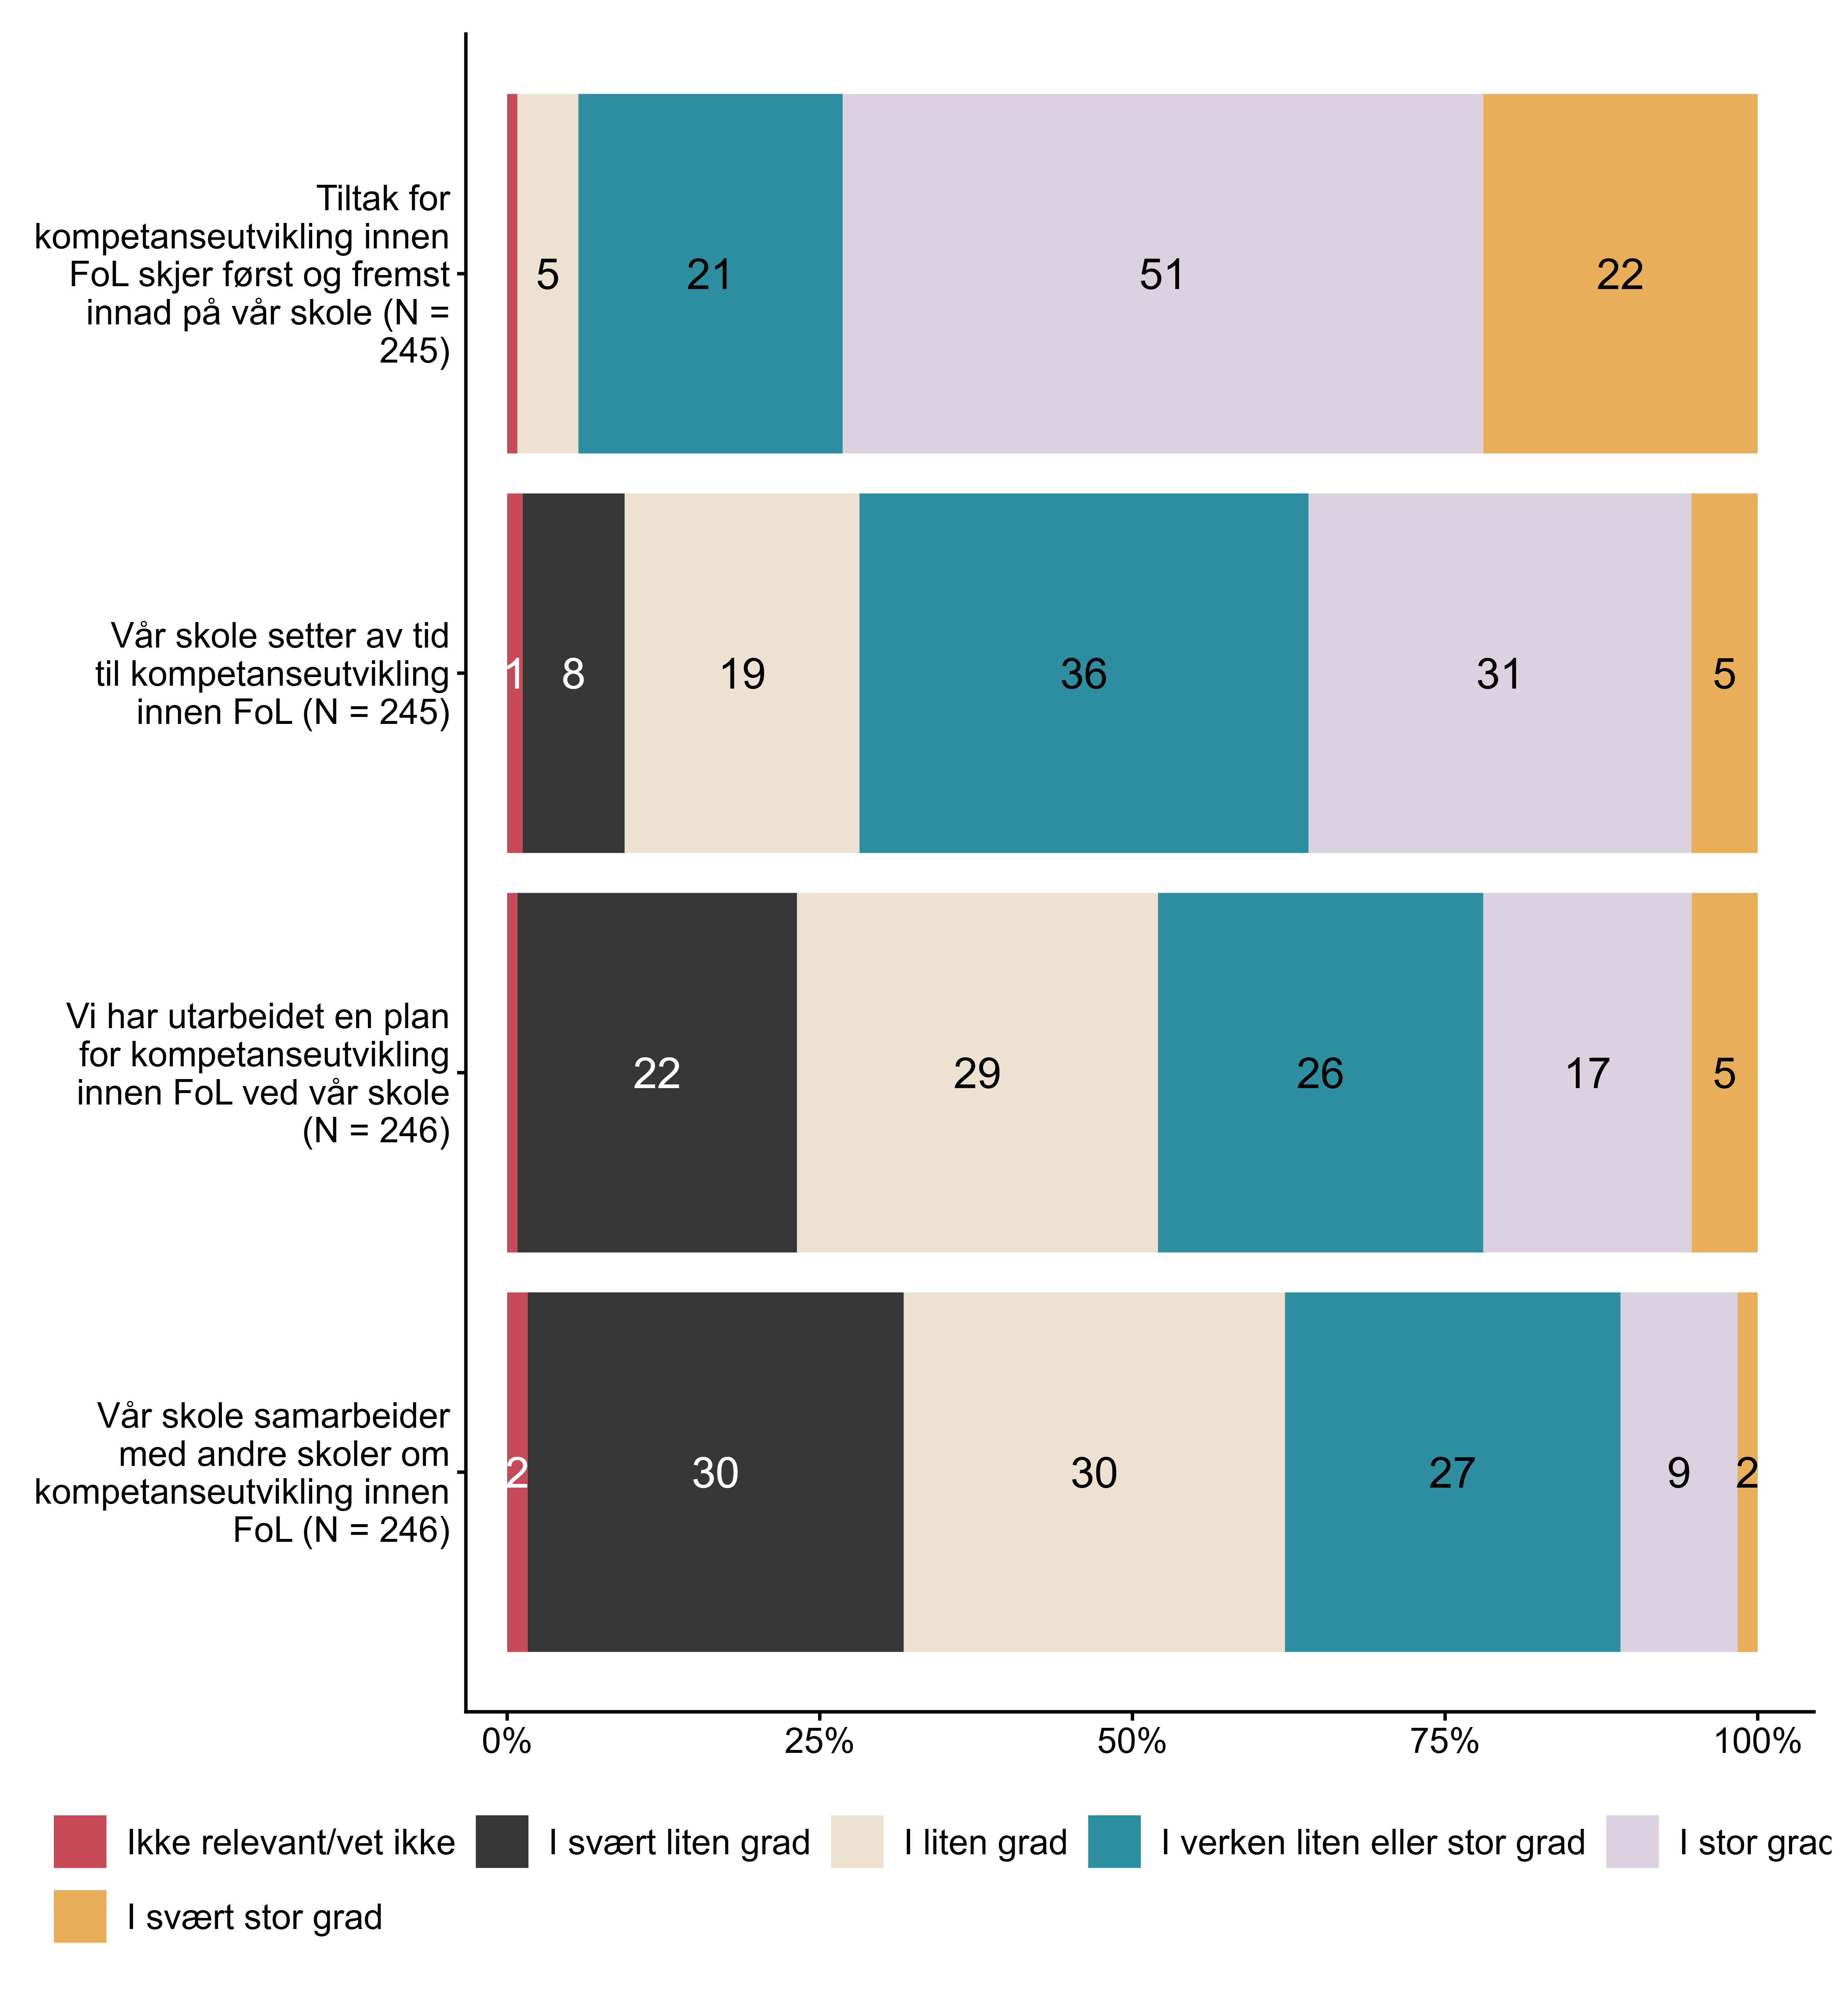 Tiltak for
kompetanseutvikling innen
FoL skjer først og fremst
innad på vår skole (N =
245)
5 21 51 22
Vår skole setter av tid
til kompetanseutvikling
innen FoL (N = 245)
1 8 19 36 31 5
Vi har utarbeidet en plan
for kompetanseutvikling
innen FoL ved vår skole
(N = 246)
22 29 26 17 5
Vår skole samarbeider
med andre skoler om
kompetanseutvikling innen
FoL (N = 246)
2 30 30 27 9 2
0% 25% 50% 75% 100%
Ikke relevant/vet ikke I svært liten grad I liten grad I verken liten eller stor grad I stor grad
I svært stor grad